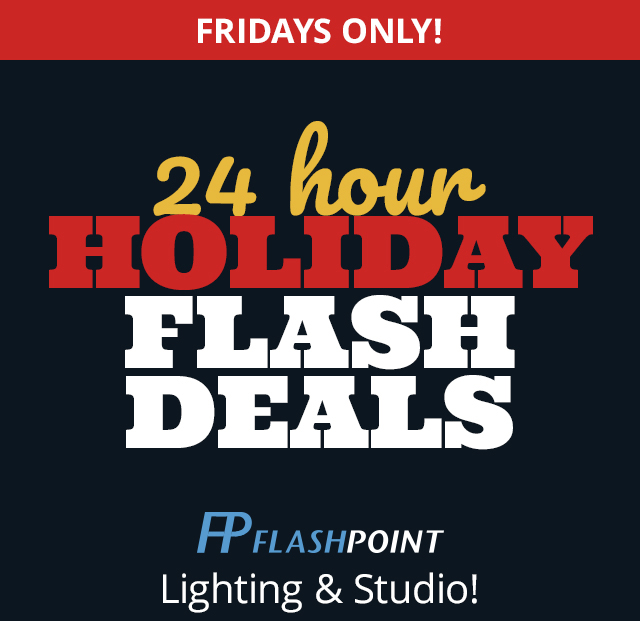 FRIDAYS ONLY!
24 hour
HOLIDAY
FLASH
DEALS
FP FLASHPOINT
Lighting & Studio!